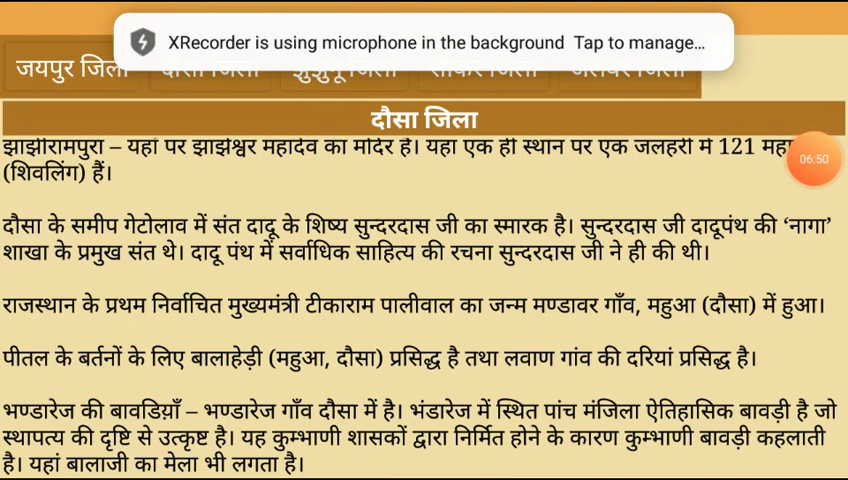 XRecorder is using microphone in the background Tap to manage...
जयपुर जिला दौसा जिला झुंझुनू जिला सीकर जिला अलवर जिला
दौसा जिला
झाझीरामपुरा – यहाँ पर झाझेश्वर महादेव का मंदिर है। यहां एक ही स्थान पर एक जलहरी में 121
06:50
(शिवलिंग) हैं।
दौसा के समीप गेटोलाव में संत दादू के शिष्य सुन्दरदास जी का स्मारक है। सुन्दरदास जी दादूपंथ की ‘नागा’
शाखा के प्रमुख संत थे। दादू पंथ में सर्वाधिक साहित्य की रचना सुन्दरदास जी ने ही की थी।
राजस्थान के प्रथम निर्वाचित मुख्यमंत्री टीकाराम पालीवाल का जन्म मण्डावर गाँव, महुआ (दौसा) में हुआ।
पीतल के बर्तनों के लिए बालाहेड़ी (महुआ, दौसा) प्रसिद्ध है तथा लवाण गांव की दरियां प्रसिद्ध है।
भण्डारेज की बावडिय़ाँ – भण्डारेज गाँव दौसा में है। भंडारेज में स्थित पांच मंजिला ऐतिहासिक बावड़ी है जो
स्थापत्य की दृष्टि से उत्कृष्ट है। यह कुम्भाणी शासकों द्वारा निर्मित होने के कारण कुम्भाणी बावड़ी कहलाती
है। यहां बालाजी का मेला भी लगता है।